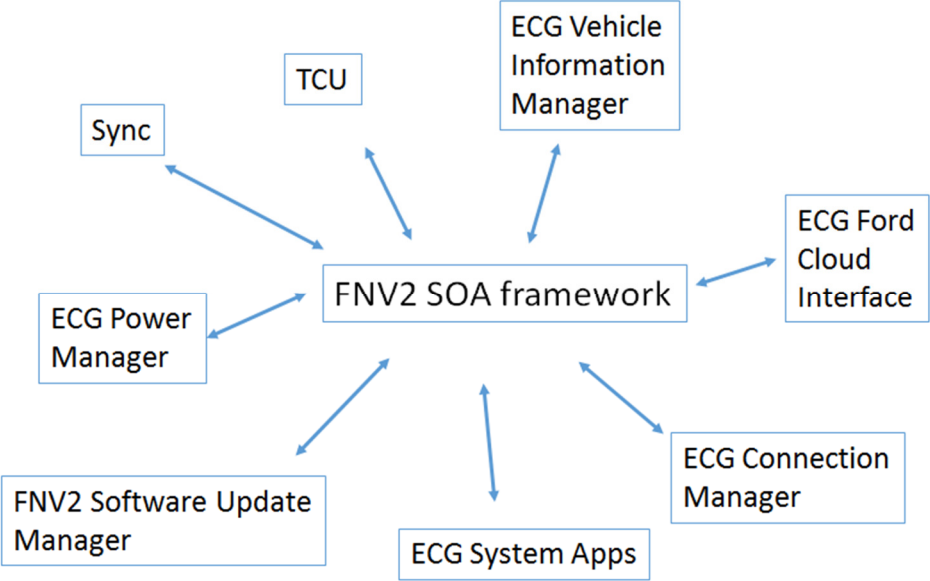 ECG Vehicle
Information
Manager
TCU
Sync
ECG Ford
Cloud
Interface
FNV2 SOA framework
ECG Power
Manager
ECG Connection
Manager
FNV2 Software Update
Manager
ECG System Apps